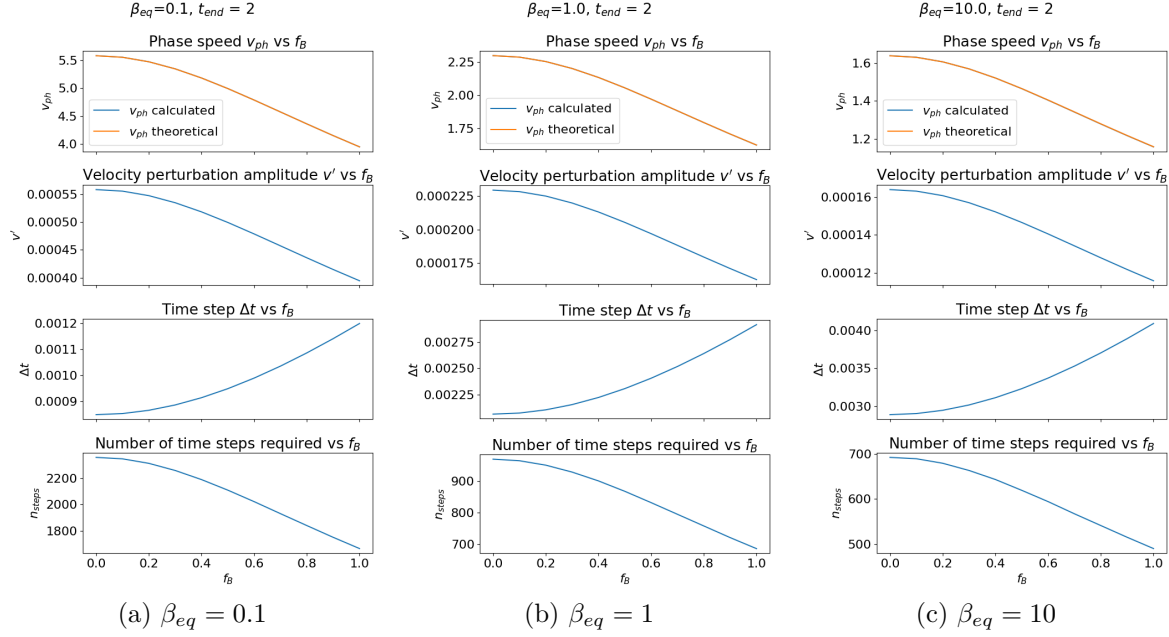 β_eq=0.1, t_end = 2
Phase speed v_ph vs f_B
v_ph
5.5
5.0
4.5
4.0
v_ph calculated
v_ph theoretical
Velocity perturbation amplitude v' vs f_B
v'
0.00055
0.00050
0.00045
0.00040
Time step Δt vs f_B
Δt
0.0012
0.0011
0.0010
0.0009
Number of time steps required vs f_B
n_steps
2200
2000
1800
0.0 0.2 0.4 0.6 0.8 1.0
f_B
(a) β_eq = 0.1
β_eq=1.0, t_end = 2
Phase speed v_ph vs f_B
v_ph
2.25
2.00
1.75
v_ph calculated
v_ph theoretical
Velocity perturbation amplitude v' vs f_B
v'
0.000225
0.000200
0.000175
Time step Δt vs f_B
Δt
0.00275
0.00250
0.00225
Number of time steps required vs f_B
n_steps
900
800
700
0.0 0.2 0.4 0.6 0.8 1.0
f_B
(b) β_eq = 1
β_eq=10.0, t_end = 2
Phase speed v_ph vs f_B
v_ph
1.6
1.4
1.2
v_ph calculated
v_ph theoretical
Velocity perturbation amplitude v' vs f_B
v'
0.00016
0.00014
0.00012
Time step Δt vs f_B
Δt
0.0040
0.0035
0.0030
Number of time steps required vs f_B
n_steps
700
600
500
0.0 0.2 0.4 0.6 0.8 1.0
f_B
(c) β_eq = 10